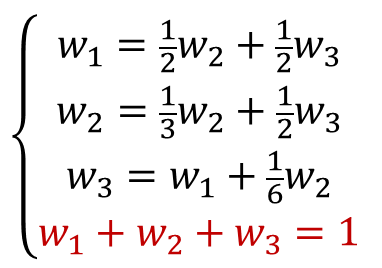 w₁ = ½w₂ + ½w₃
w₂ = ⅓w₂ + ½w₃
w₃ = w₁ + ⅙w₂
w₁ + w₂ + w₃ = 1